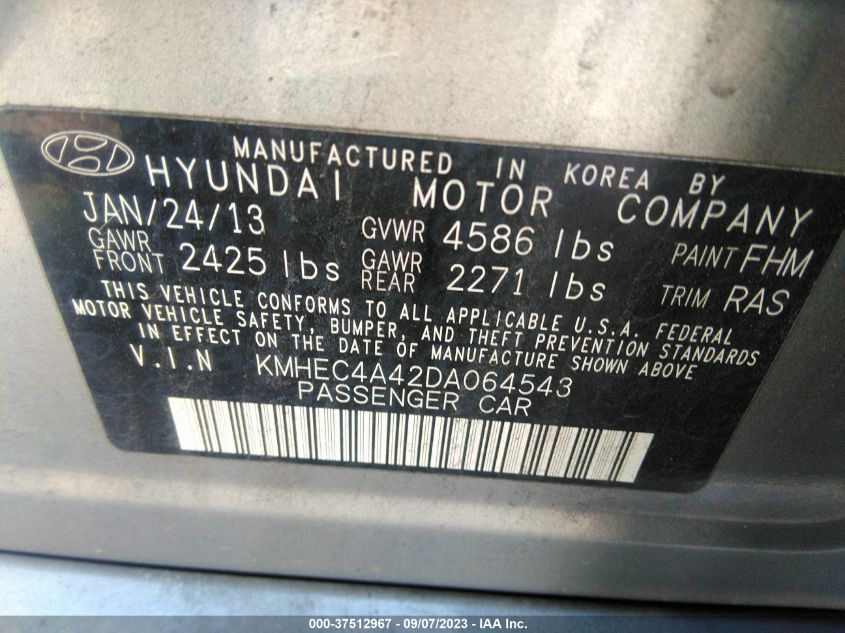 MANUFACTURED IN KOREA BY
HYUNDAI MOTOR COMPANY
JAN/24/13 GVWR 4586 lbs PAINT FHM
GAWR FRONT 2425 lbs GAWR REAR 2271 lbs TRIM RAS
THIS VEHICLE CONFORMS TO ALL APPLICABLE U.S.A. FEDERAL
MOTOR VEHICLE SAFETY, BUMPER, AND THEFT PREVENTION STANDARDS
IN EFFECT ON THE DATE OF MANUFACTURE SHOWN ABOVE
V.I.N KMHEC4A42DA064543
PASSENGER CAR
000-37512967 - 09/07/2023 - IAA Inc.